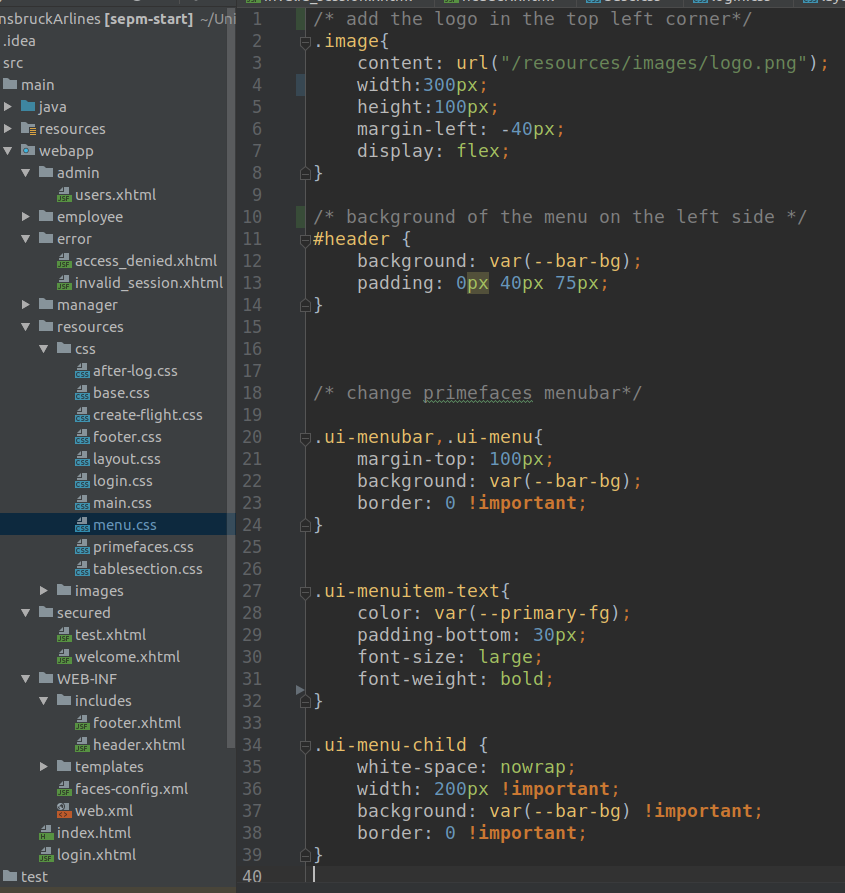 nsbruckArlines [sepm-start] ~/Uni
.idea
src
main
java
resources
webapp
admin
users.xhtml
employee
error
access_denied.xhtml
invalid_session.xhtml
manager
resources
css
after-log.css
base.css
create-flight.css
footer.css
layout.css
login.css
main.css
menu.css
primefaces.css
tablesection.css
images
secured
test.xhtml
welcome.xhtml
WEB-INF
includes
footer.xhtml
header.xhtml
templates
faces-config.xml
web.xml
index.html
login.xhtml
test
1 /* add the logo in the top left corner*/
2 .image{
3 content: url("/resources/images/logo.png");
4 width:300px;
5 height:100px;
6 margin-left: -40px;
7 display: flex;
8 }
9
10 /* background of the menu on the left side */
11 #header {
12 background: var(--bar-bg);
13 padding: 0px 40px 75px;
14 }
15
16
17
18 /* change primefaces menubar*/
19
20 .ui-menubar,.ui-menu{
21 margin-top: 100px;
22 background: var(--bar-bg);
23 border: 0 !important;
24 }
25
26
27 .ui-menuitem-text{
28 color: var(--primary-fg);
29 padding-bottom: 30px;
30 font-size: large;
31 font-weight: bold;
32 }
33
34 .ui-menu-child {
35 white-space: nowrap;
36 width: 200px !important;
37 background: var(--bar-bg) !important;
38 border: 0 !important;
39 }
40